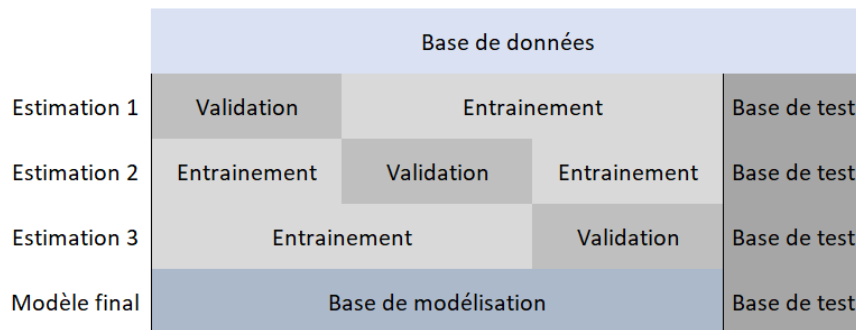 Base de données
Estimation 1 Validation Entrainement Base de test
Estimation 2 Entrainement Validation Entrainement Base de test
Estimation 3 Entrainement Validation Base de test
Modèle final Base de modélisation Base de test